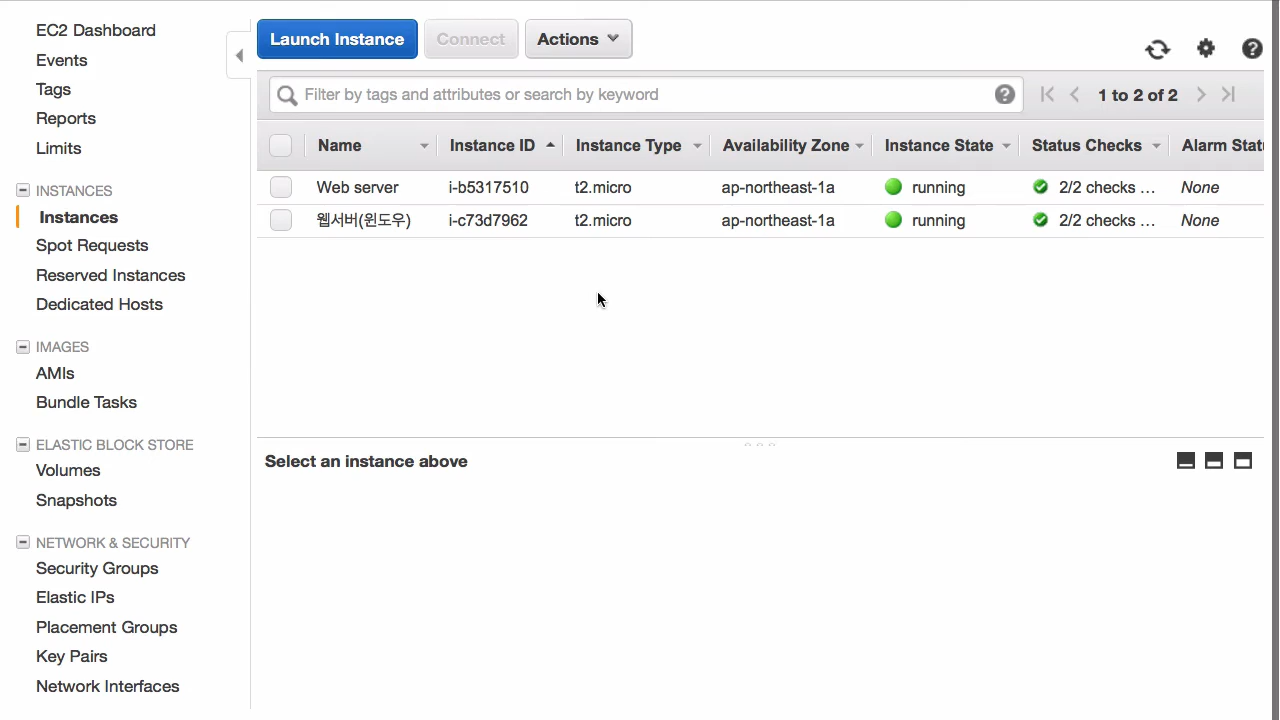 EC2 Dashboard
Events
Tags
Reports
Limits
INSTANCES
Instances
Spot Requests
Reserved Instances
Dedicated Hosts
IMAGES
AMIs
Bundle Tasks
ELASTIC BLOCK STORE
Volumes
Snapshots
NETWORK & SECURITY
Security Groups
Elastic IPs
Placement Groups
Key Pairs
Network Interfaces
Launch Instance Connect Actions
Filter by tags and attributes or search by keyword 1 to 2 of 2
Name Instance ID Instance Type Availability Zone Instance State Status Checks Alarm Stat
Web server i-b5317510 t2.micro ap-northeast-1a running 2/2 checks ... None
웹서버(윈도우) i-c73d7962 t2.micro ap-northeast-1a running 2/2 checks ... None
Select an instance above